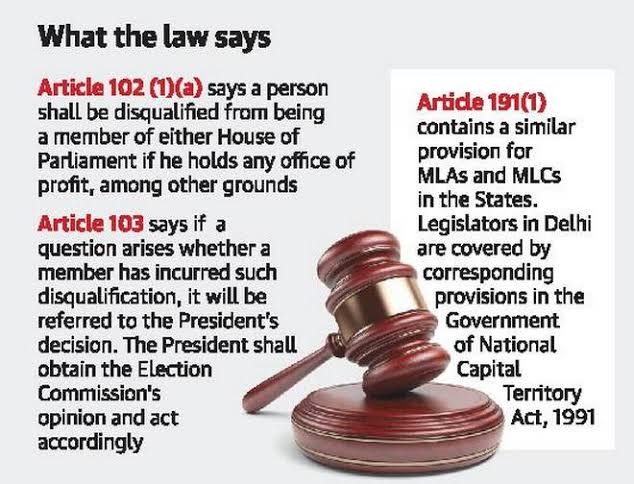 What the law says
Article 102 (1)(a) says a person
shall be disqualified from being
a member of either House of
Parliament if he holds any office of
profit, among other grounds
Article 103 says if a
question arises whether a
member has incurred such
disqualification, it will be
referred to the President's
decision. The President shall
obtain the Election
Commission's
opinion and act
accordingly
Article 191(1)
contains a similar
provision for
MLAs and MLCs
in the States.
Legislators in Delhi
are covered by
corresponding
provisions in the
Government
of National
Capital
Territory
Act, 1991